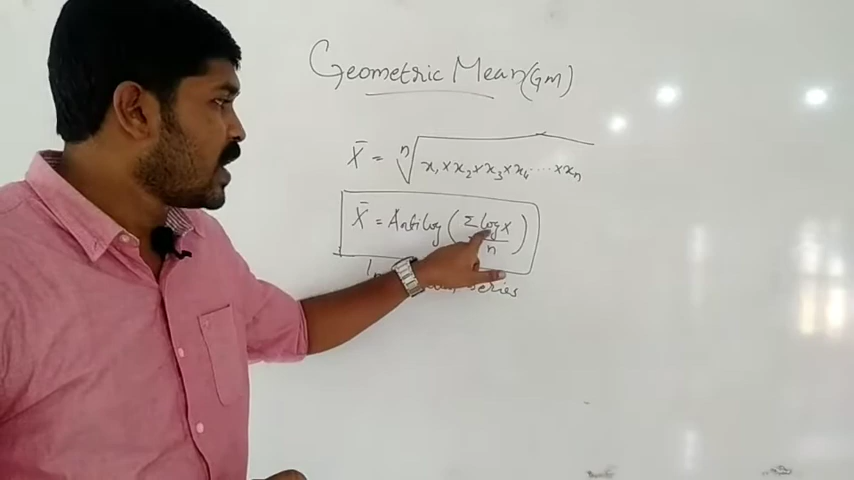 Geometric Mean (GM)
X̄ = ⁿ√x₁ × x₂ × x₃ × x₄ ..... × xₙ
X̄ = Antilog (Σ log x / n)
series